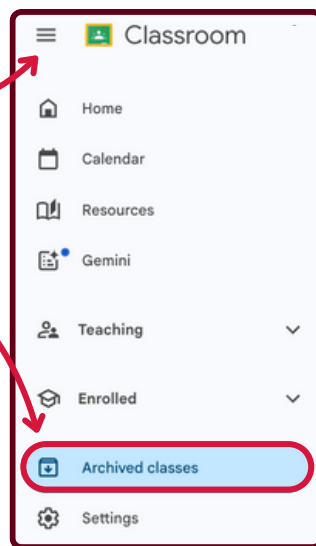 Classroom
Home
Calendar
Resources
Gemini
Teaching
Enrolled
Archived classes
Settings